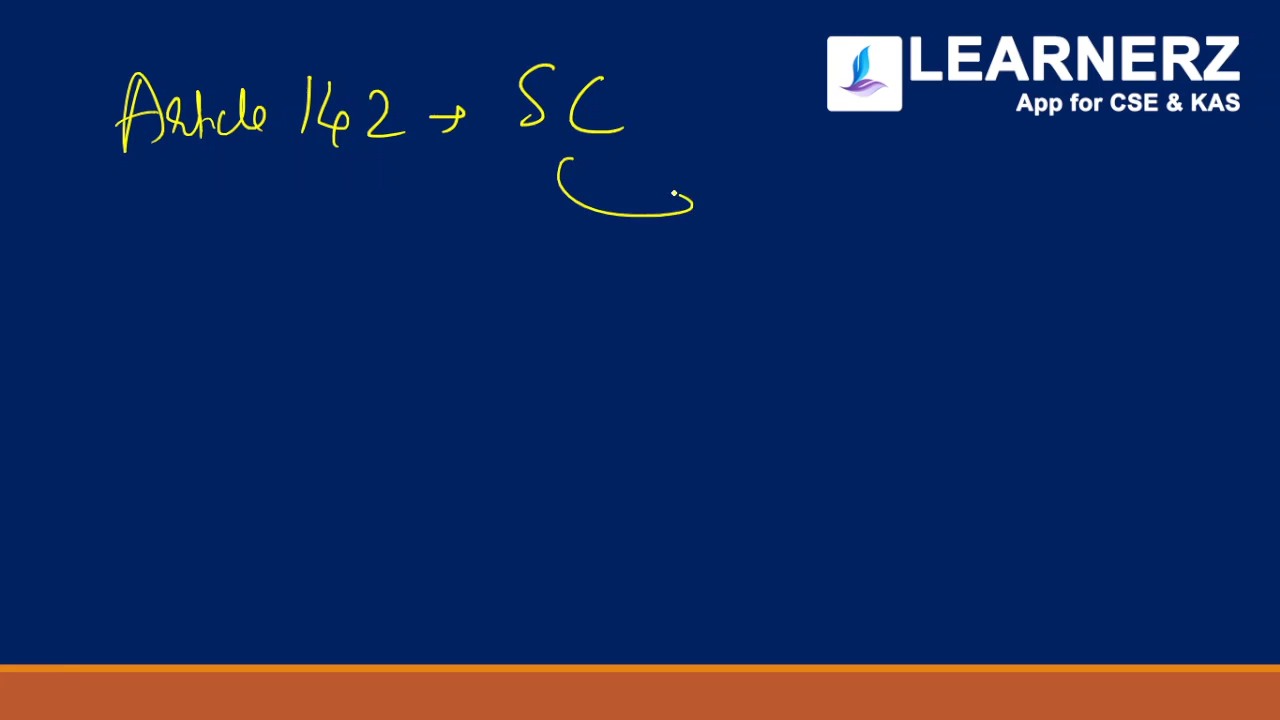 LEARNERZ
App for CSE & KAS
Article 142 → SC